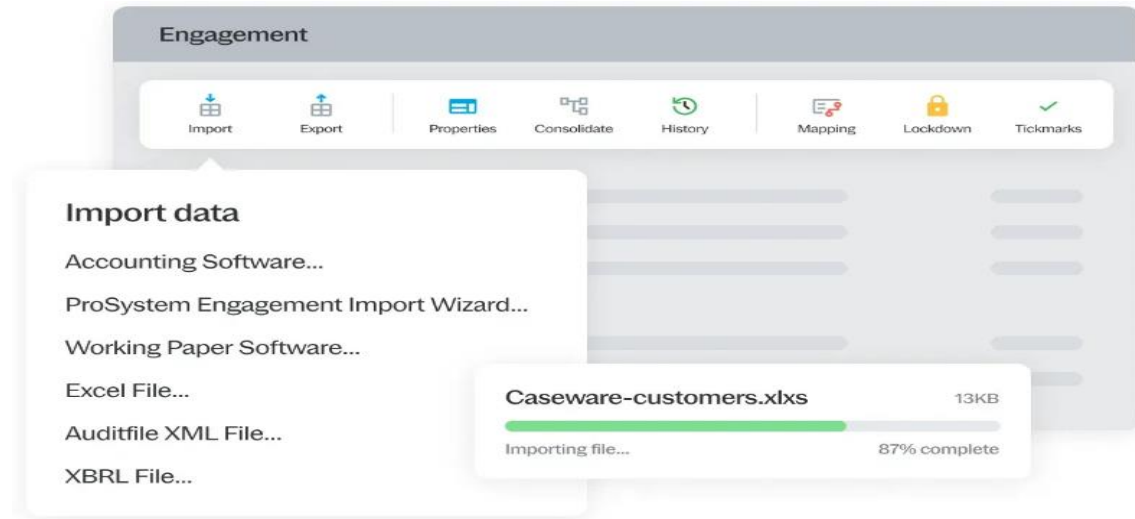 Engagement
Import Export Properties Consolidate History Mapping Lockdown Tickmarks
Import data
Accounting Software...
ProSystem Engagement Import Wizard...
Working Paper Software...
Excel File...
Auditfile XML File...
XBRL File...
Caseware-customers.xlxs 13KB
Importing file... 87% complete